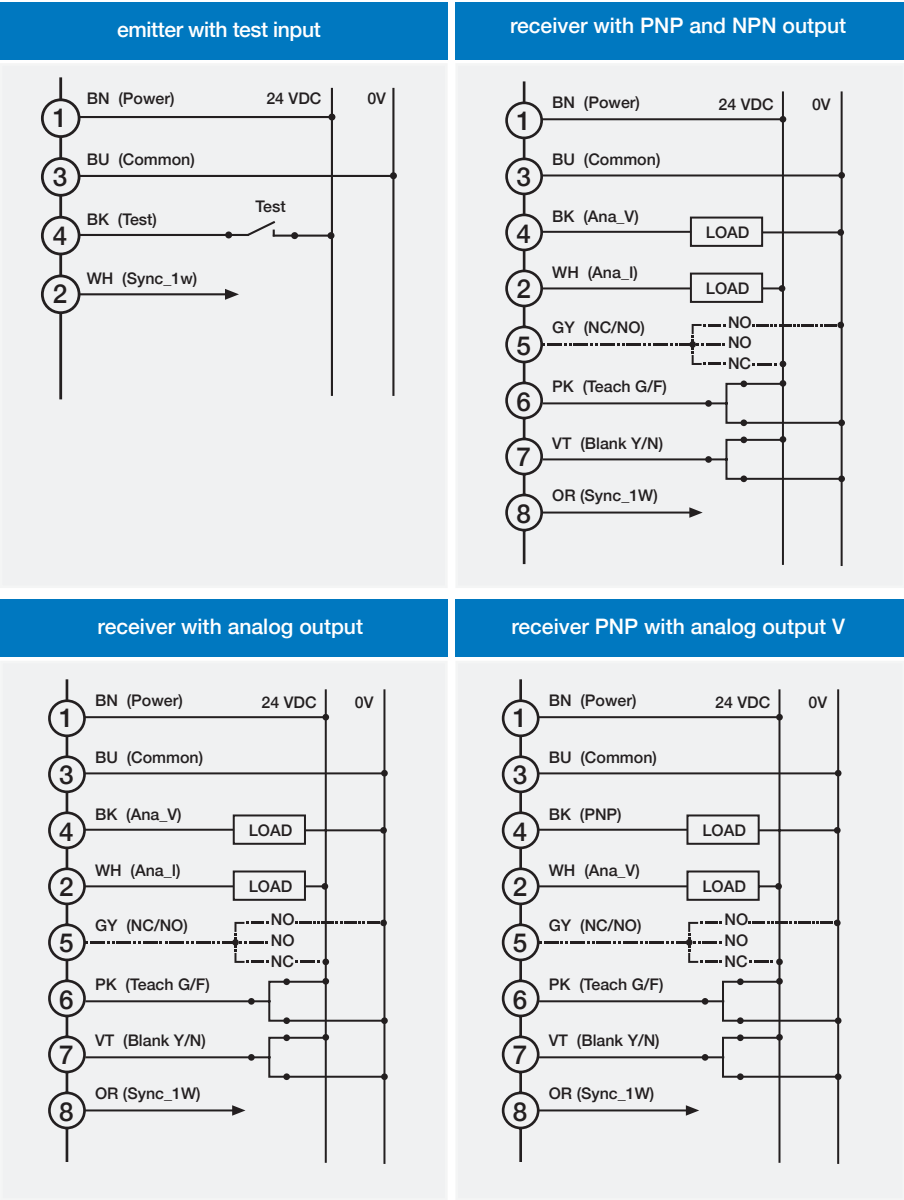 emitter with test input
BN (Power) 24 VDC 0V
1
BU (Common)
3
Test
BK (Test)
4
WH (Sync_1w)
2
receiver with PNP and NPN output
BN (Power) 24 VDC 0V
1
BU (Common)
3
BK (Ana_V)
4 LOAD
WH (Ana_I)
2 LOAD
GY (NC/NO) NO
5 NO
NC
PK (Teach G/F)
6
VT (Blank Y/N)
7
OR (Sync_1W)
8
receiver with analog output
BN (Power) 24 VDC 0V
1
BU (Common)
3
BK (Ana_V)
4 LOAD
WH (Ana_I)
2 LOAD
GY (NC/NO) NO
5 NO
NC
PK (Teach G/F)
6
VT (Blank Y/N)
7
OR (Sync_1W)
8
receiver PNP with analog output V
BN (Power) 24 VDC 0V
1
BU (Common)
3
BK (PNP)
4 LOAD
WH (Ana_V)
2 LOAD
GY (NC/NO) NO
5 NO
NC
PK (Teach G/F)
6
VT (Blank Y/N)
7
OR (Sync_1W)
8